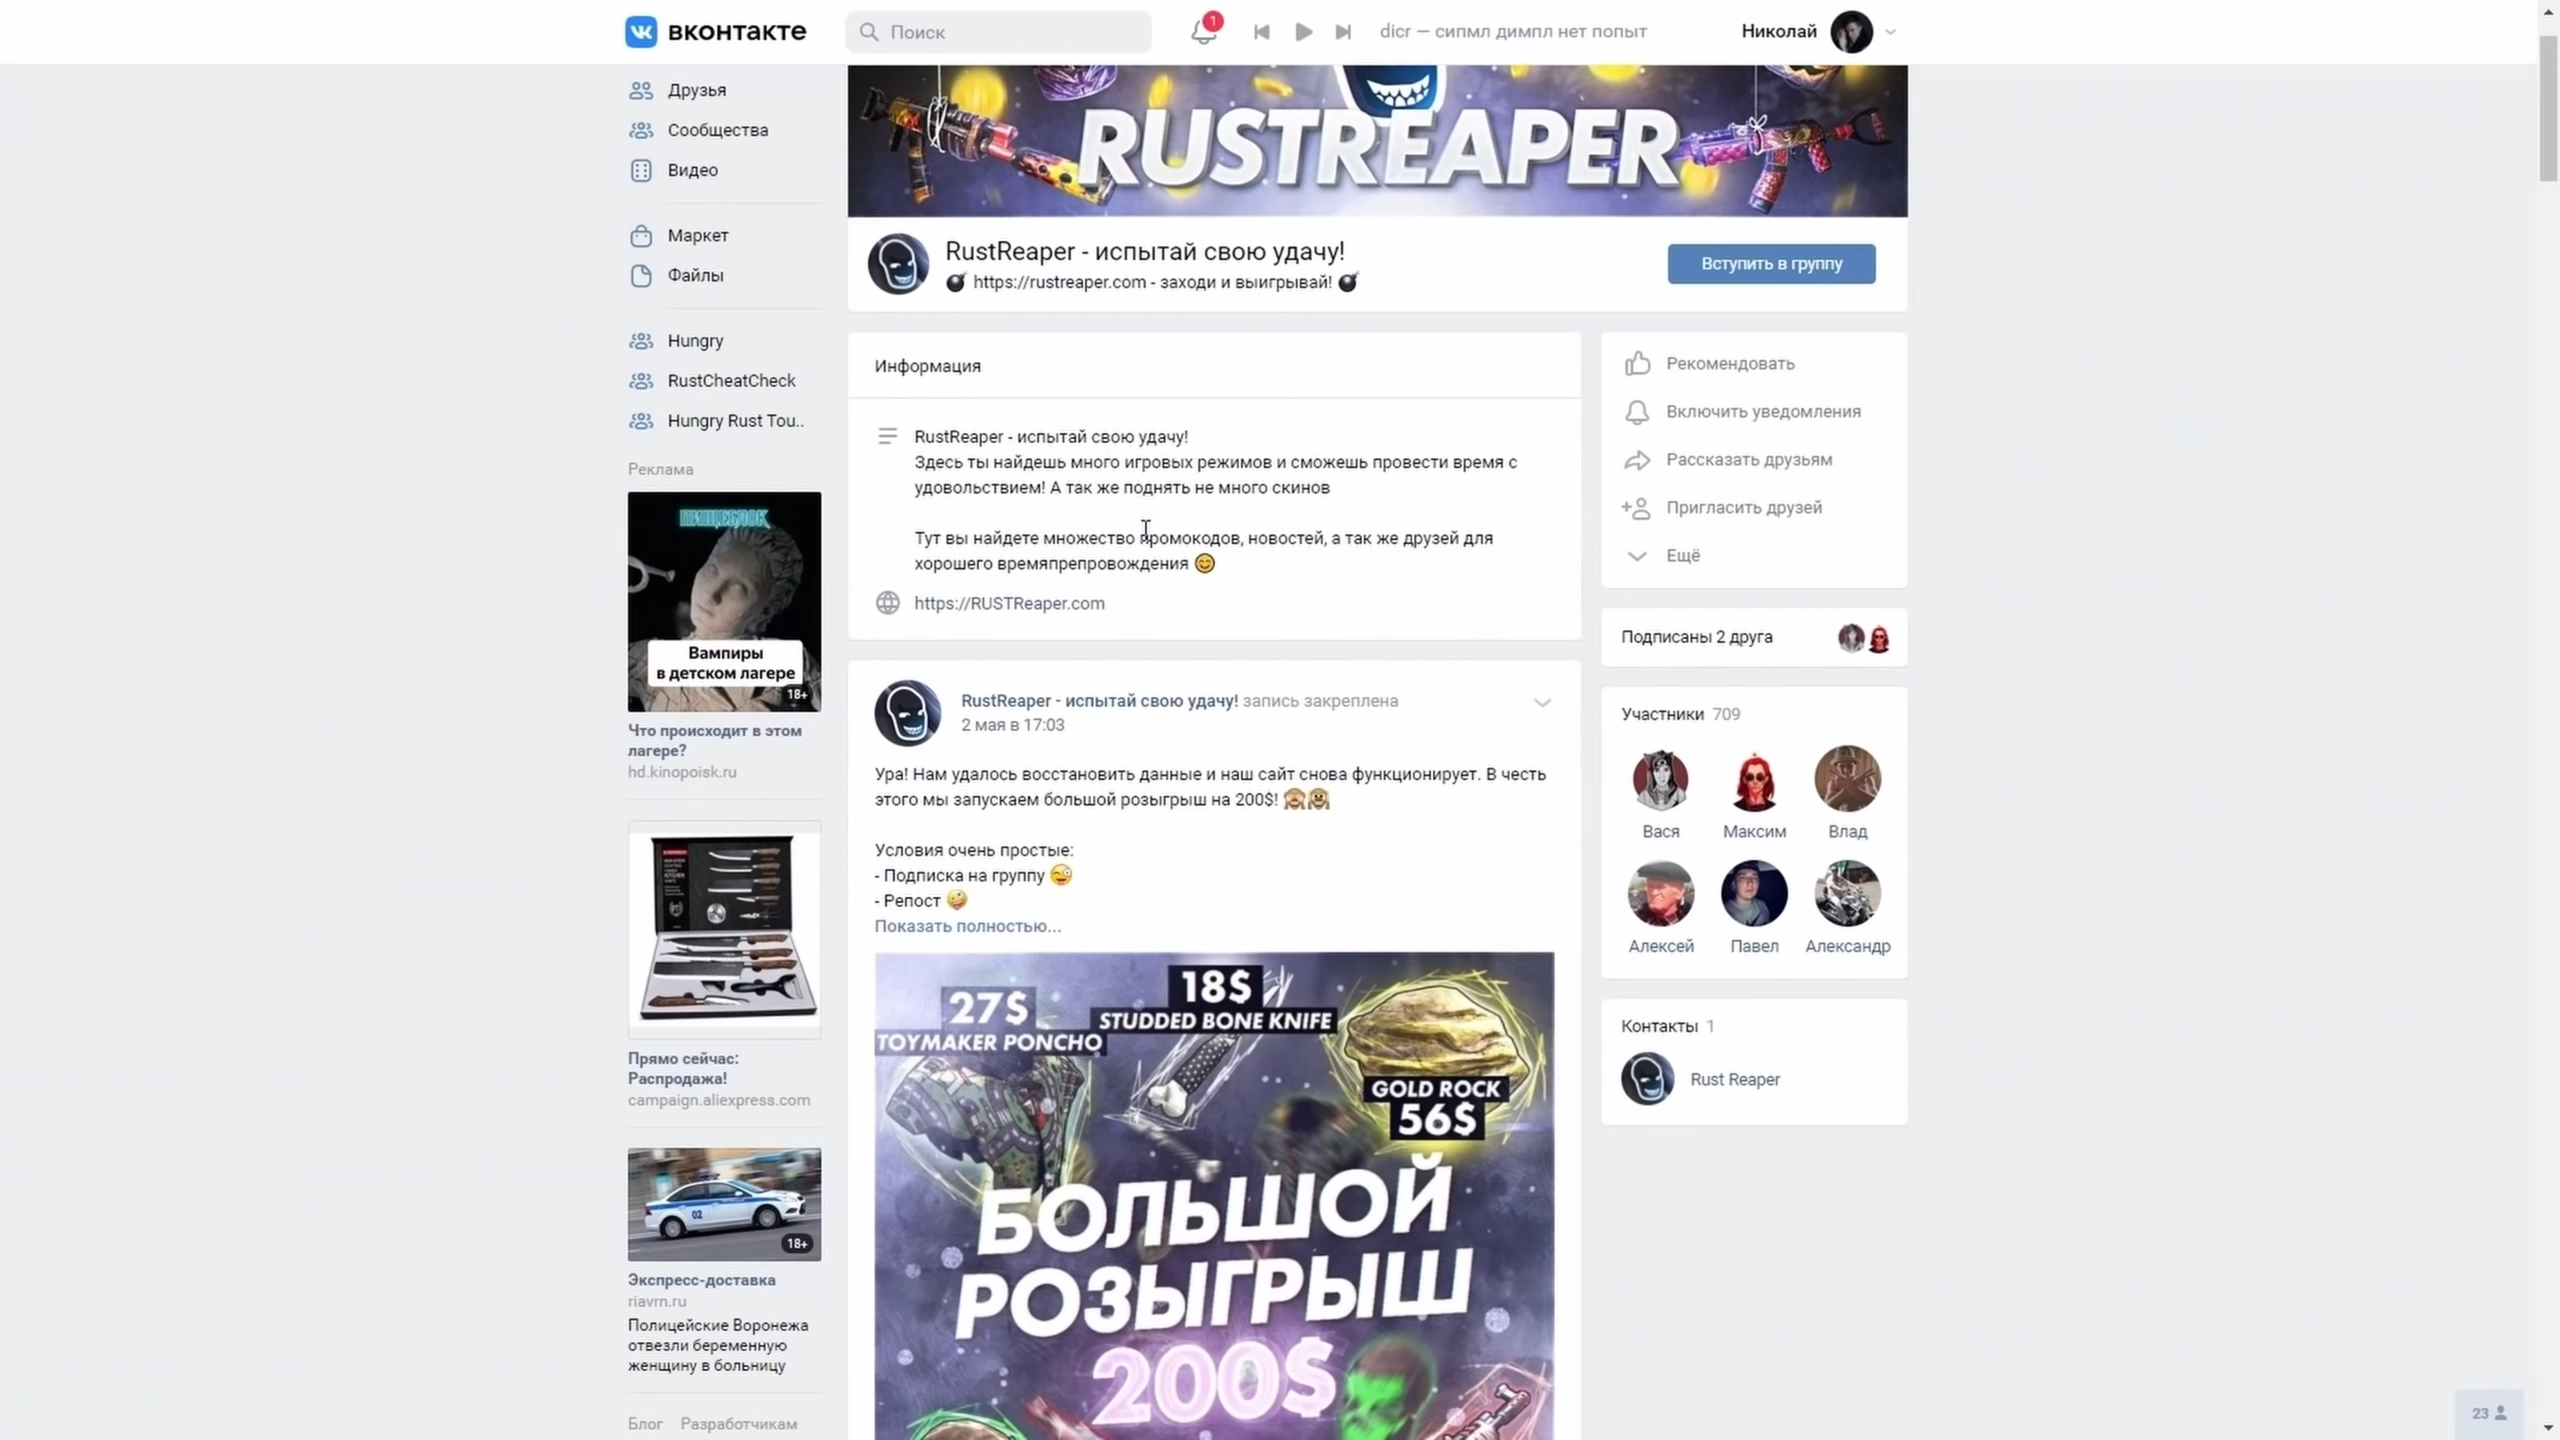 вконтакте
Поиск
1
dicr — сипмл димпл нет попыт
Николай
Друзья
Сообщества
Видео
Маркет
Файлы
Hungry
RustCheatCheck
Hungry Rust Tou..
Реклама
ПИЩЕБЛОК
Вампиры
в детском лагере
18+
Что происходит в этом
лагере?
hd.kinopoisk.ru
Прямо сейчас:
Распродажа!
campaign.aliexpress.com
02
18+
Экспресс-доставка
riavrn.ru
Полицейские Воронежа
отвезли беременную
женщину в больницу
Блог Разработчикам
RUSTREAPER
RustReaper - испытай свою удачу!
💣 https://rustreaper.com - заходи и выигрывай! 💣
Вступить в группу
Информация
RustReaper - испытай свою удачу!
Здесь ты найдешь много игровых режимов и сможешь провести время с
удовольствием! А так же поднять не много скинов
Тут вы найдете множество промокодов, новостей, а так же друзей для
хорошего времяпрепровождения 😊
https://RUSTReaper.com
RustReaper - испытай свою удачу! запись закреплена
2 мая в 17:03
Ура! Нам удалось восстановить данные и наш сайт снова функционирует. В честь
этого мы запускаем большой розыгрыш на 200$! 🙈🙉
Условия очень простые:
- Подписка на группу 😜
- Репост 🤪
Показать полностью...
27$
TOYMAKER PONCHO
18$
STUDDED BONE KNIFE
GOLD ROCK
56$
БОЛЬШОЙ
РОЗЫГРЫШ
200$
Рекомендовать
Включить уведомления
Рассказать друзьям
Пригласить друзей
Ещё
Подписаны 2 друга
Участники 709
Вася
Максим
Влад
Алексей
Павел
Александр
Контакты 1
Rust Reaper
23